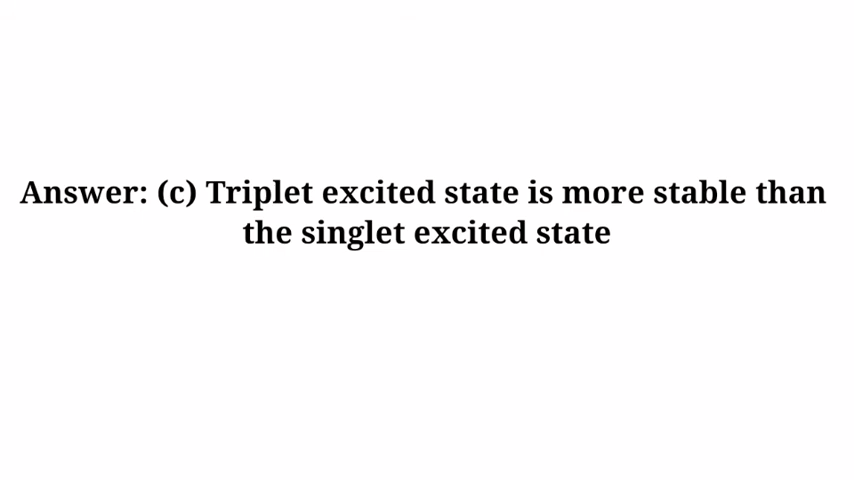 Answer: (c) Triplet excited state is more stable than
the singlet excited state